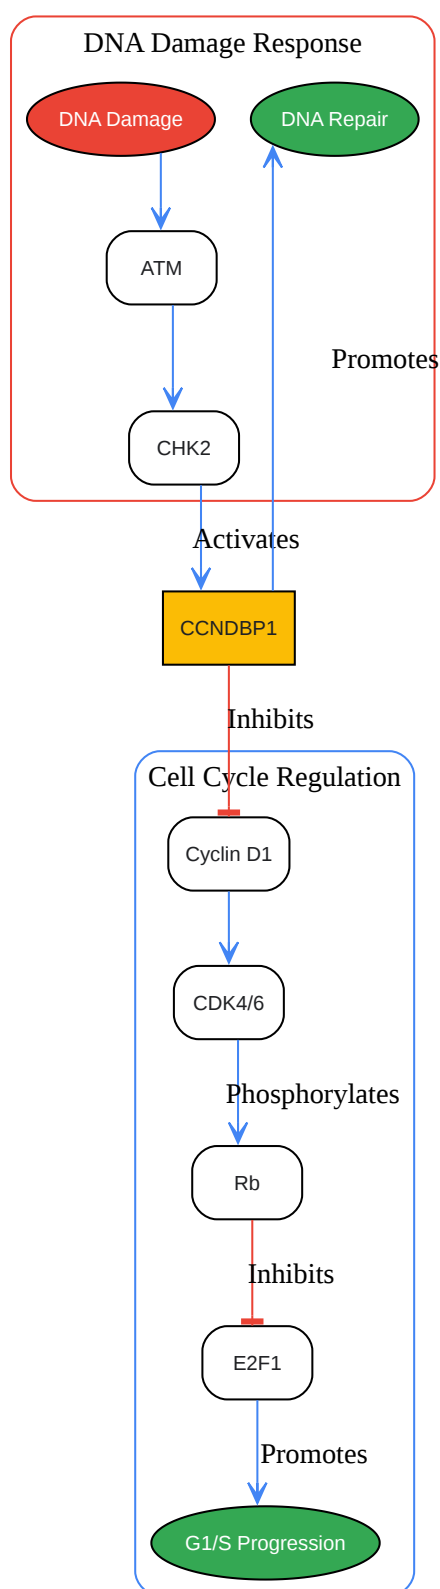 DNA Damage Response
DNA Damage
DNA Repair
ATM
Promotes
CHK2
Activates
CCNDBP1
Inhibits
Cell Cycle Regulation
Cyclin D1
CDK4/6
Phosphorylates
Rb
Inhibits
E2F1
Promotes
G1/S Progression